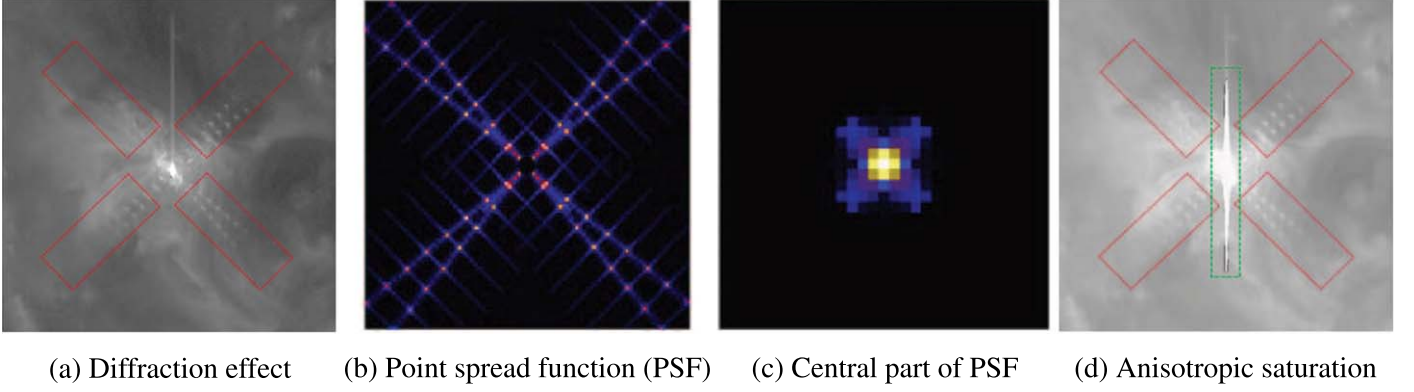 (a) Diffraction effect
(b) Point spread function (PSF)
(c) Central part of PSF
(d) Anisotropic saturation